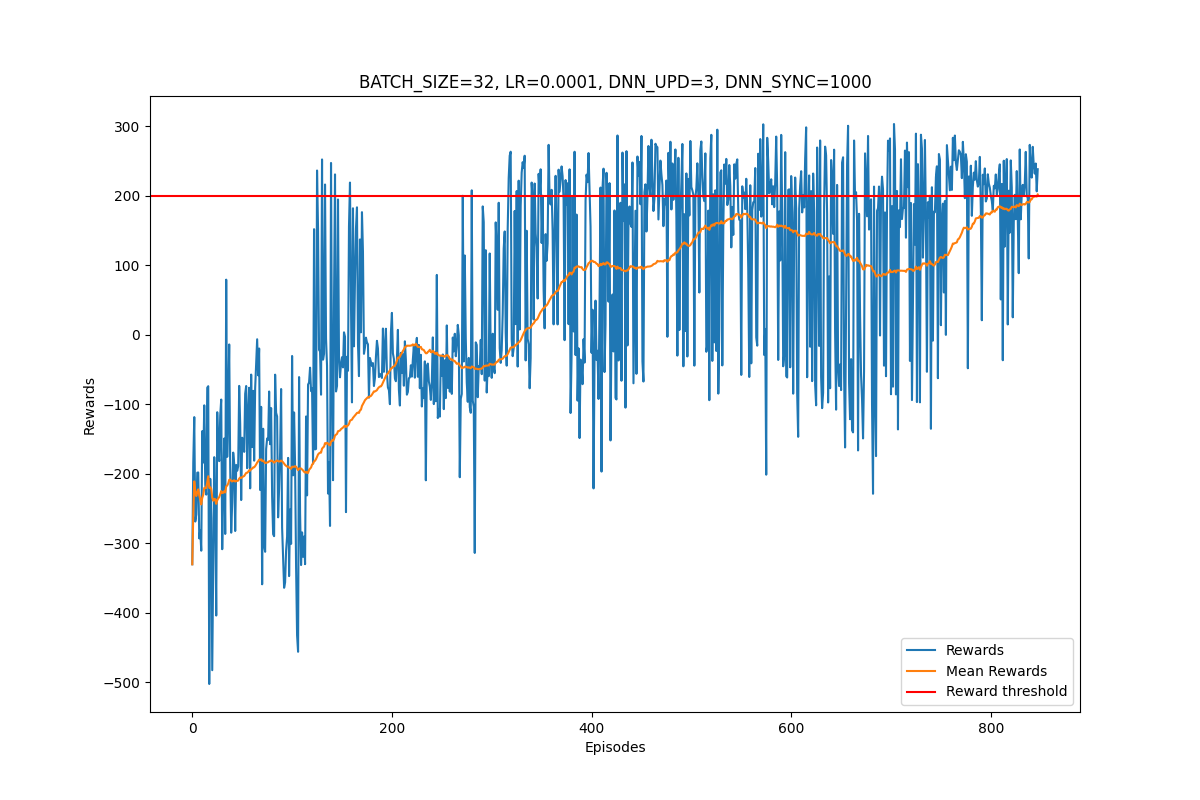 BATCH_SIZE=32, LR=0.0001, DNN_UPD=3, DNN_SYNC=1000
300
200
100
0
−100
−200
−300
−400
−500
Rewards
0 200 400 600 800
Episodes
Rewards
Mean Rewards
Reward threshold